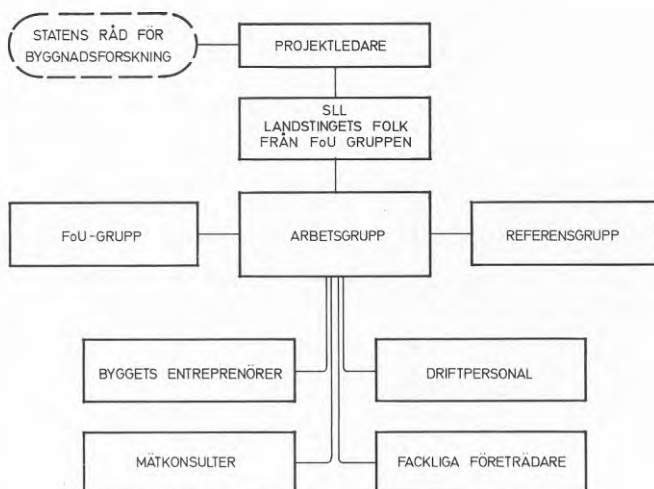 STATENS RÅD FÖR
BYGGNADSFORSKNING
PROJEKTLEDARE
SLL
LANDSTINGETS FOLK
FRÅN FoU GRUPPEN
FoU-GRUPP
ARBETSGRUPP
REFERENSGRUPP
BYGGETS ENTREPRENÖRER
DRIFTPERSONAL
MÄTKONSULTER
FACKLIGA FÖRETRÄDARE